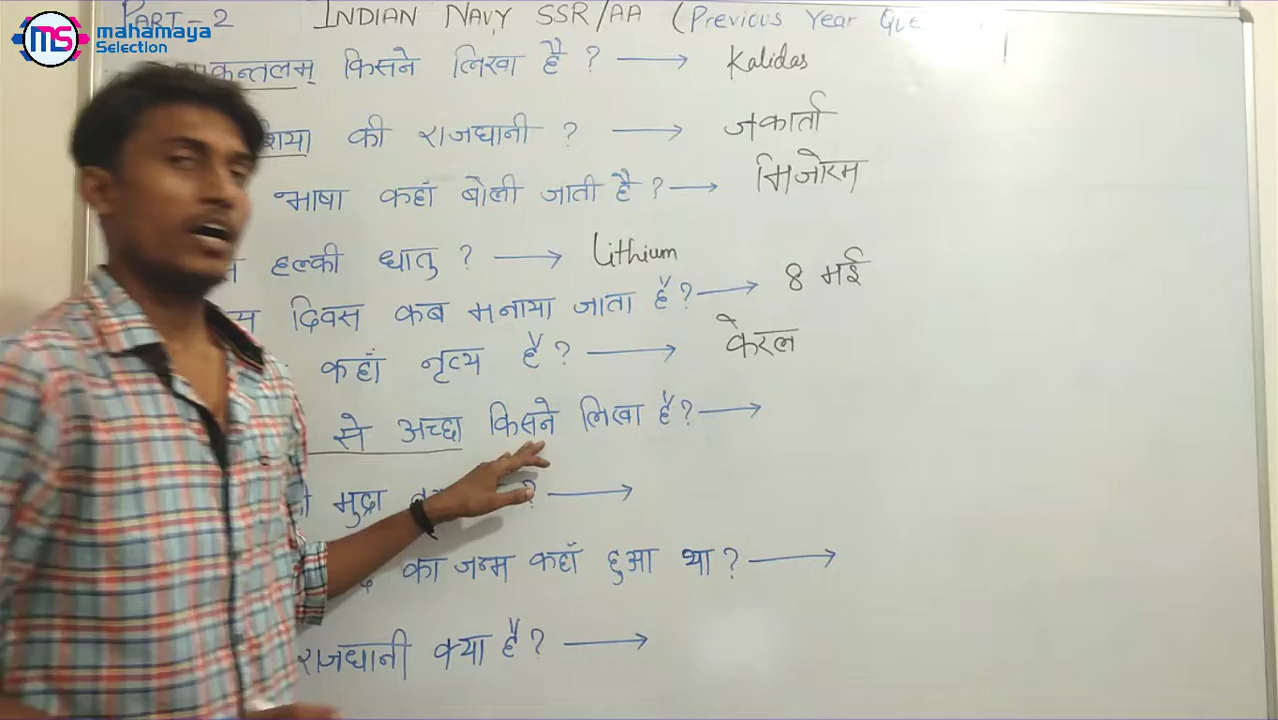 PART-2 INDIAN NAVY SSR/AA (Previous Year Que
MS mahamaya Selection
कुन्तलम् किसने लिखा है ? → Kalidas
शिया की राजधानी ? → जकार्ता
भाषा कहाँ बोली जाती है ? → मिजोरम
हल्की धातु ? → Lithium
दिवस कब मनाया जाता है? → 8 मई
कहाँ नृत्य है? → केरल
से अच्छा किसने लिखा है? →
मुद्रा ? →
का जन्म कहाँ हुआ था ? →
राजधानी क्या है ? →